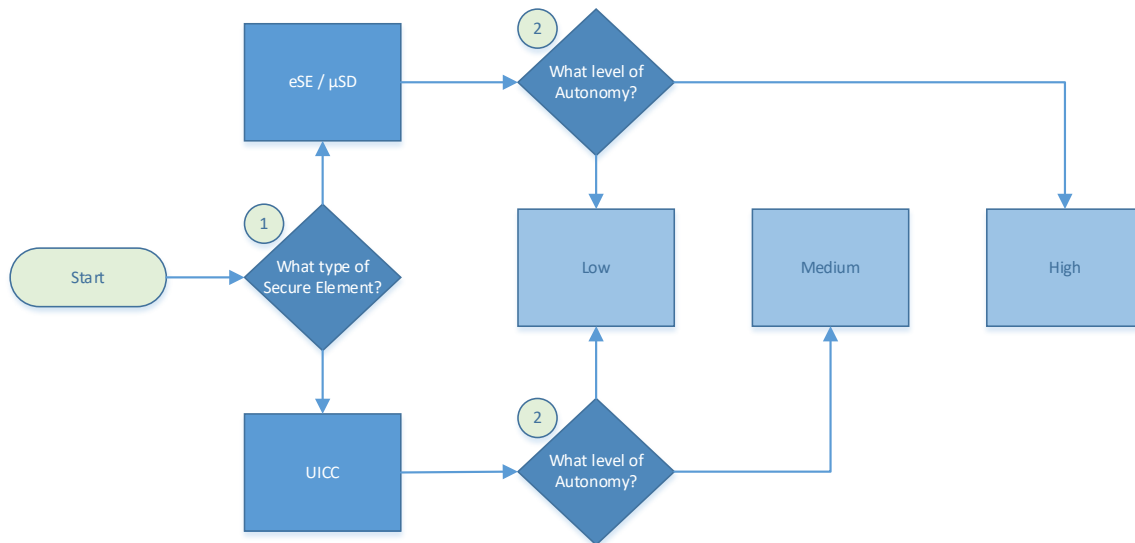 2
eSE / µSD
What level of
Autonomy?
1
Start
What type of
Secure Element?
Low
Medium
High
2
UICC
What level of
Autonomy?